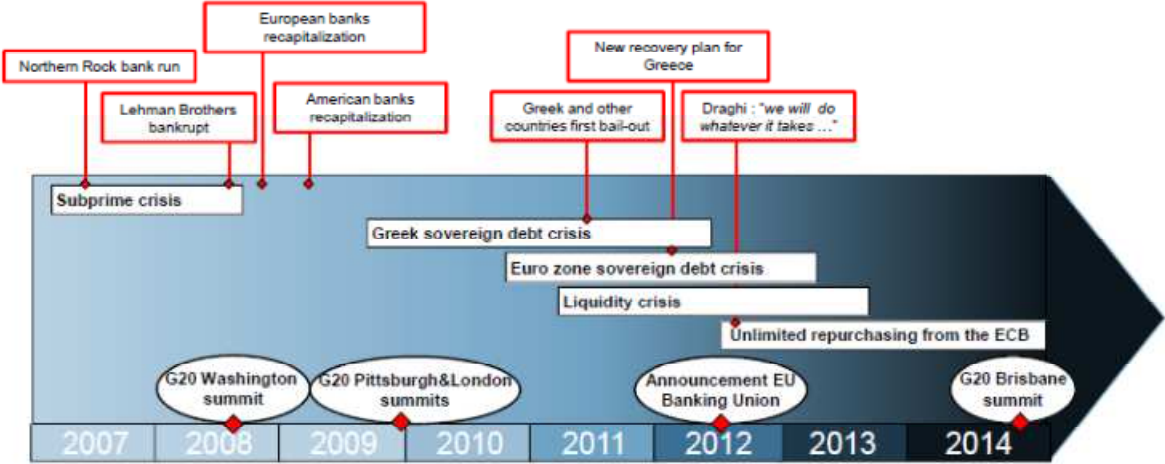 European banks
recapitalization
Northern Rock bank run
Lehman Brothers
bankrupt
American banks
recapitalization
Greek and other
countries first bail-out
New recovery plan for
Greece
Draghi : "we will do
whatever it takes ..."
Subprime crisis
Greek sovereign debt crisis
Euro zone sovereign debt crisis
Liquidity crisis
Unlimited repurchasing from the ECB
G20 Washington
summit
G20 Pittsburgh&London
summits
Announcement EU
Banking Union
G20 Brisbane
summit
2007 2008 2009 2010 2011 2012 2013 2014